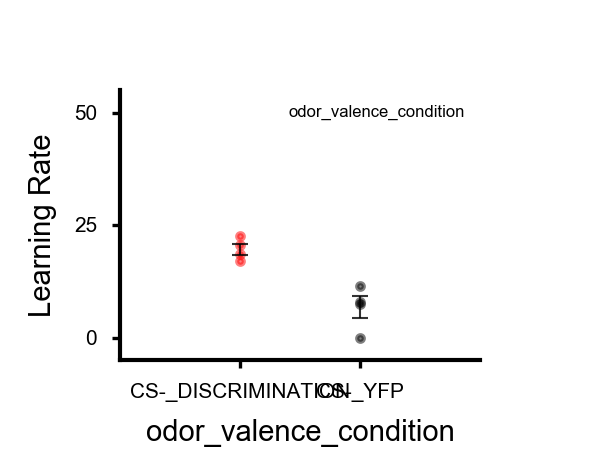 50
odor_valence_condition
25
0
Learning Rate
CS-_DISCRIMINATION
CS-_YFP
odor_valence_condition